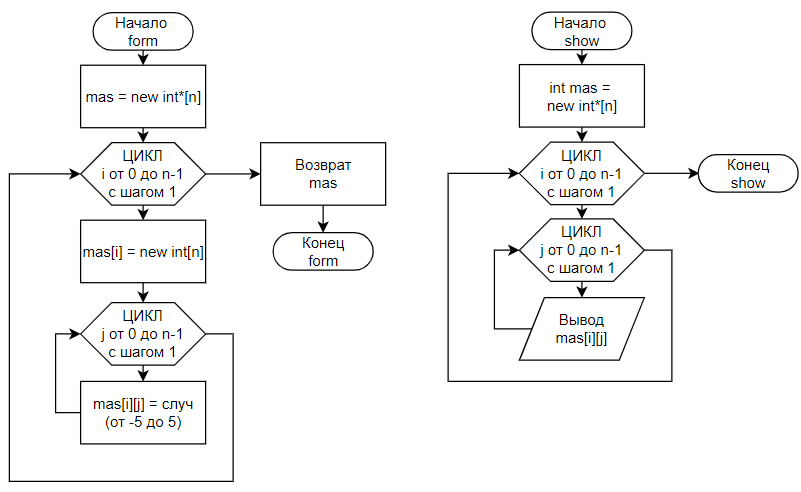 Начало
form
mas = new int*[n]
ЦИКЛ
i от 0 до n-1
с шагом 1
Возврат
mas
mas[i] = new int[n]
Конец
form
ЦИКЛ
j от 0 до n-1
с шагом 1
mas[i][j] = случ
(от -5 до 5)
Начало
show
int mas =
new int*[n]
ЦИКЛ
i от 0 до n-1
с шагом 1
Конец
show
ЦИКЛ
j от 0 до n-1
с шагом 1
Вывод
mas[i][j]